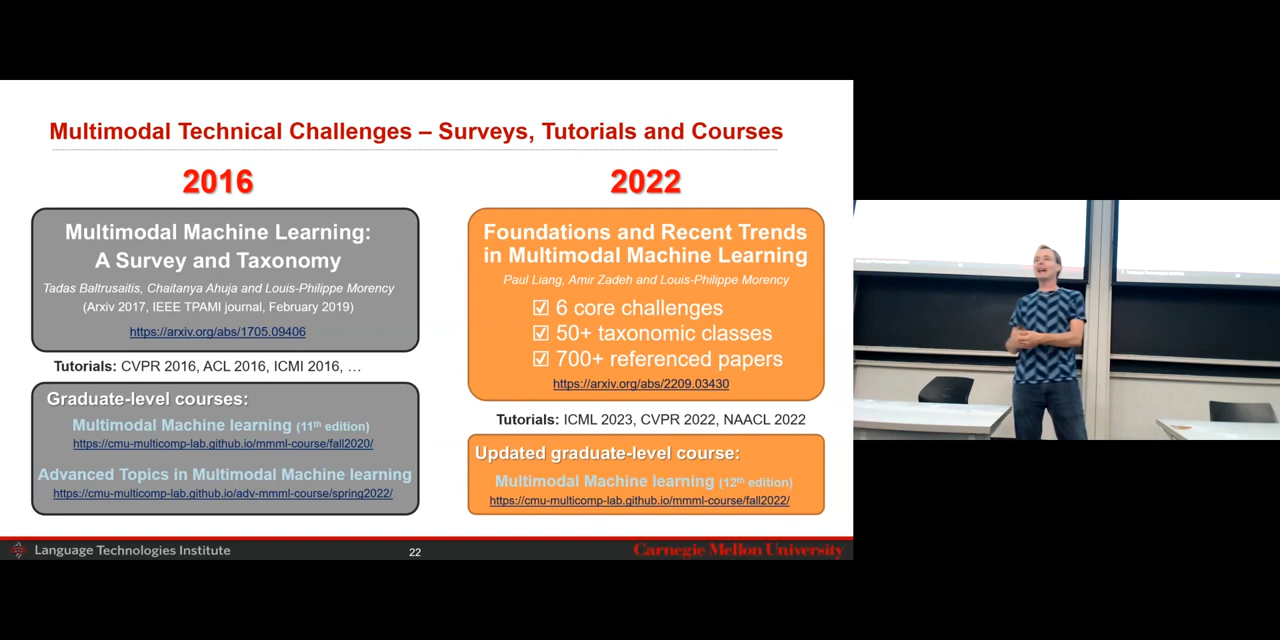 Multimodal Technical Challenges – Surveys, Tutorials and Courses
2016
Multimodal Machine Learning:
A Survey and Taxonomy
Tadas Baltrusaitis, Chaitanya Ahuja and Louis-Philippe Morency
(Arxiv 2017, IEEE TPAMI journal, February 2019)
https://arxiv.org/abs/1705.09406
Tutorials: CVPR 2016, ACL 2016, ICMI 2016, …
Graduate-level courses:
Multimodal Machine learning (11th edition)
https://cmu-multicomp-lab.github.io/mmml-course/fall2020/
Advanced Topics in Multimodal Machine learning
https://cmu-multicomp-lab.github.io/adv-mmml-course/spring2022/
2022
Foundations and Recent Trends
in Multimodal Machine Learning
Paul Liang, Amir Zadeh and Louis-Philippe Morency
☑ 6 core challenges
☑ 50+ taxonomic classes
☑ 700+ referenced papers
https://arxiv.org/abs/2209.03430
Tutorials: ICML 2023, CVPR 2022, NAACL 2022
Updated graduate-level course:
Multimodal Machine learning (12th edition)
https://cmu-multicomp-lab.github.io/mmml-course/fall2022/
Language Technologies Institute
22
Carnegie Mellon University